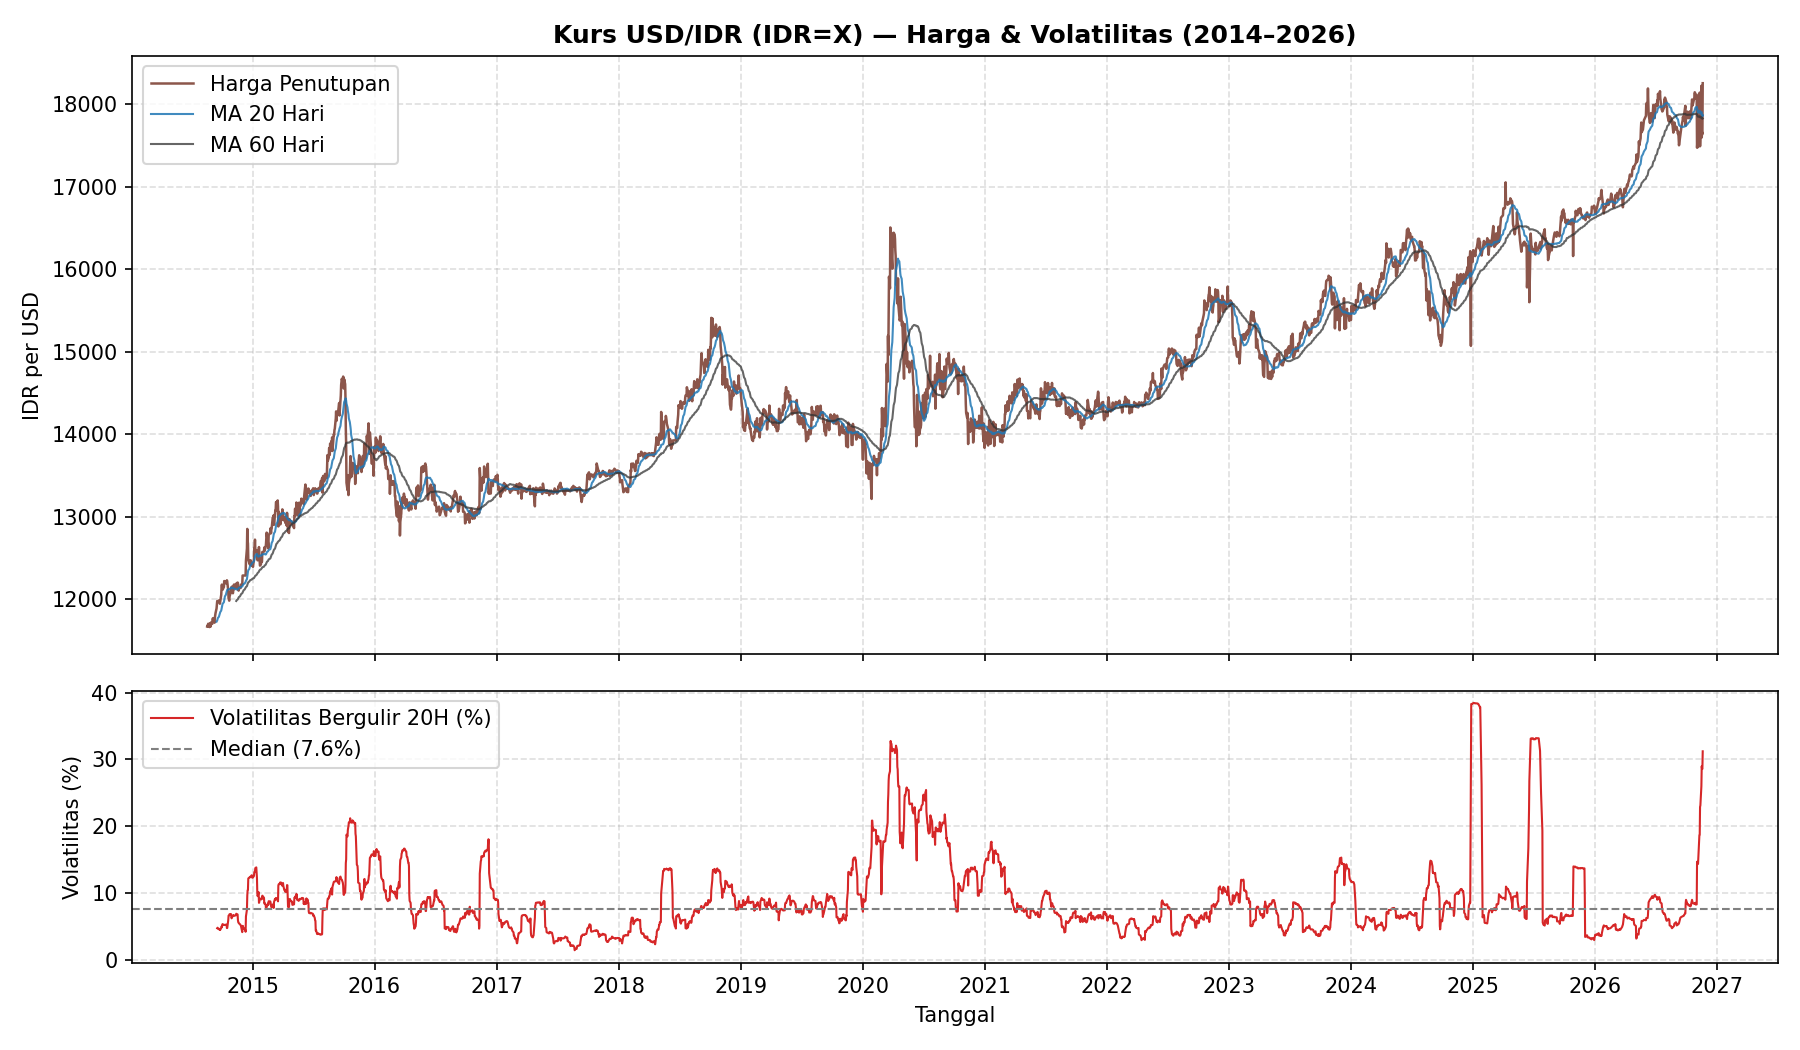 Kurs USD/IDR (IDR=X) — Harga & Volatilitas (2014–2026)
Harga Penutupan
MA 20 Hari
MA 60 Hari
18000
17000
16000
15000
14000
13000
12000
IDR per USD
Volatilitas Bergulir 20H (%)
Median (7.6%)
40
30
20
10
0
Volatilitas (%)
2015 2016 2017 2018 2019 2020 2021 2022 2023 2024 2025 2026 2027
Tanggal